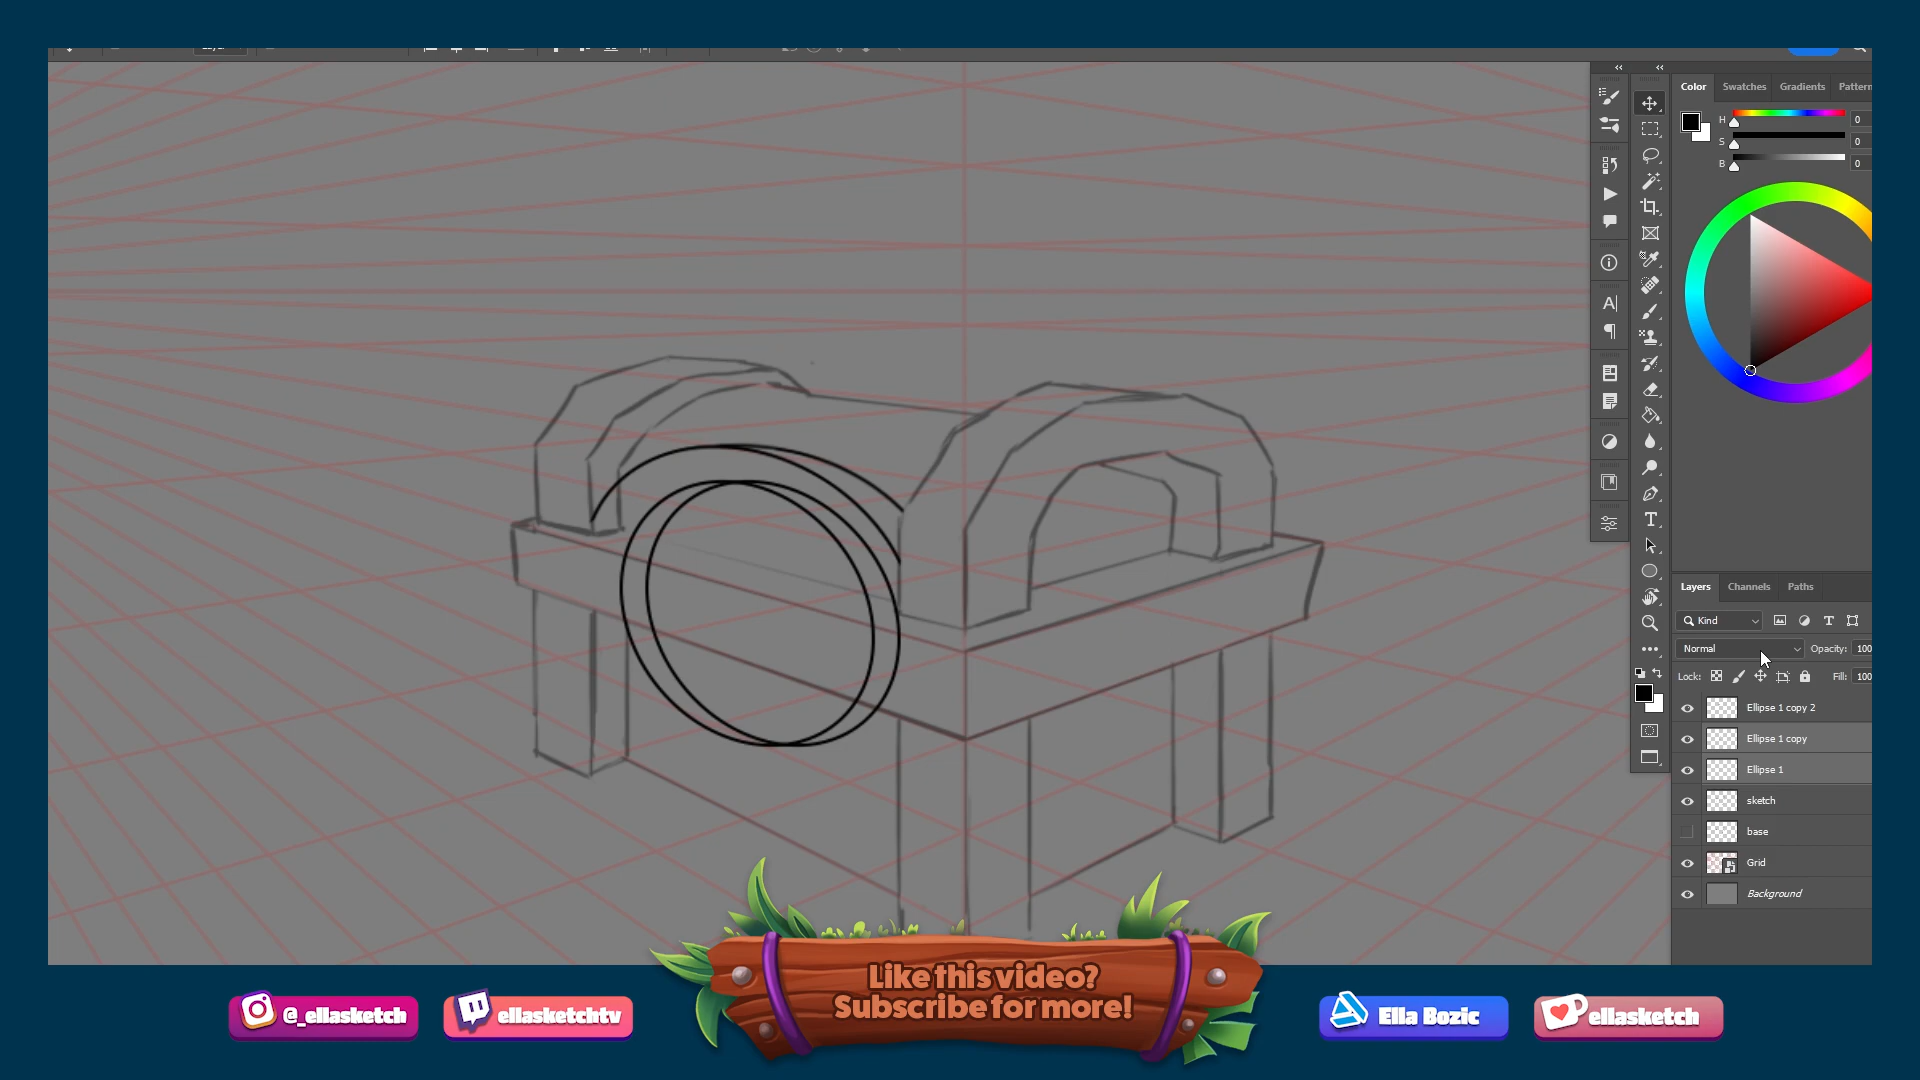 Color Swatches Gradients Pattern
H 0
S 0
B 0
Layers Channels Paths
Kind
Normal Opacity: 100
Lock: Fill: 100
Ellipse 1 copy 2
Ellipse 1 copy
Ellipse 1
sketch
base
Grid
Background
Like this video?
Subscribe for more!
@_ellasketch
ellasketchtv
Ella Bozic
ellasketch